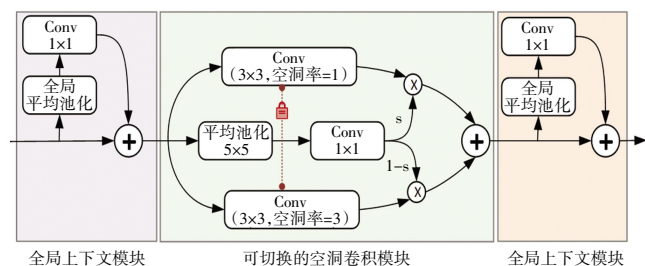 Conv
1×1
全局
平均池化
+
Conv
(3×3,空洞率=1)
平均池化
5×5
Conv
1×1
s
1-s
x
x
Conv
(3×3,空洞率=3)
+
Conv
1×1
全局
平均池化
+
全局上下文模块
可切换的空洞卷积模块
全局上下文模块